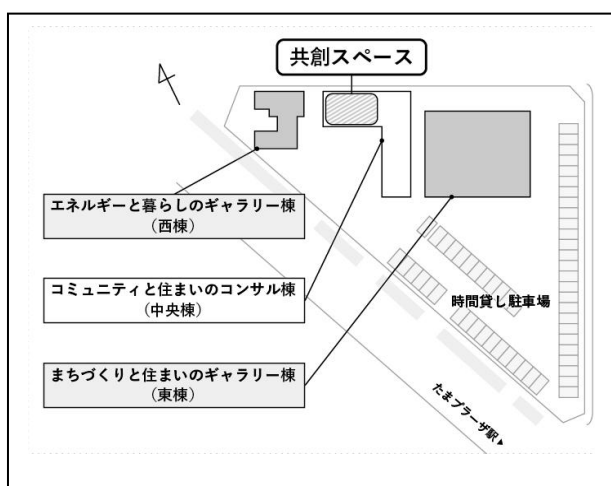 共創スペース
エネルギーと暮らしのギャラリー棟
（西棟）
コミュニティと住まいのコンサル棟
（中央棟）
時間貸し駐車場
まちづくりと住まいのギャラリー棟
（東棟）
たまプラーザ駅▶